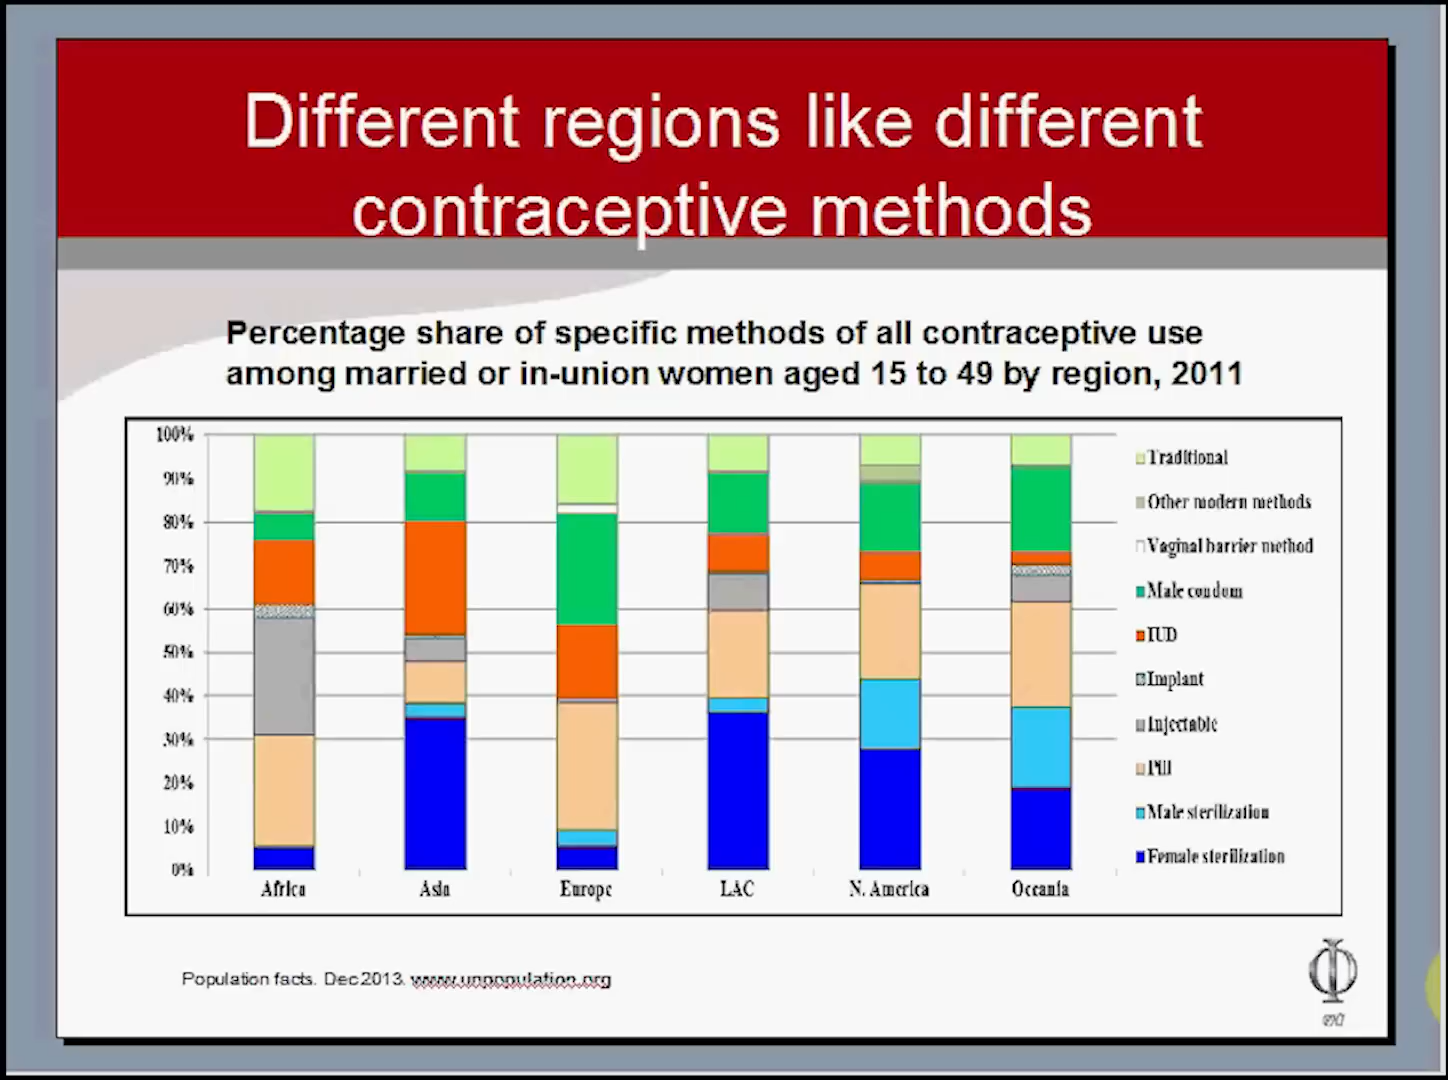 Different regions like different
contraceptive methods
Percentage share of specific methods of all contraceptive use
among married or in-union women aged 15 to 49 by region, 2011
100%
90%
80%
70%
60%
50%
40%
30%
20%
10%
0%
Africa
Asia
Europe
LAC
N. America
Oceania
Traditional
Other modern methods
Vaginal barrier method
Male condom
IUD
Implant
Injectable
Pill
Male sterilization
Female sterilization
Population facts. Dec 2013. www.unpopulation.org